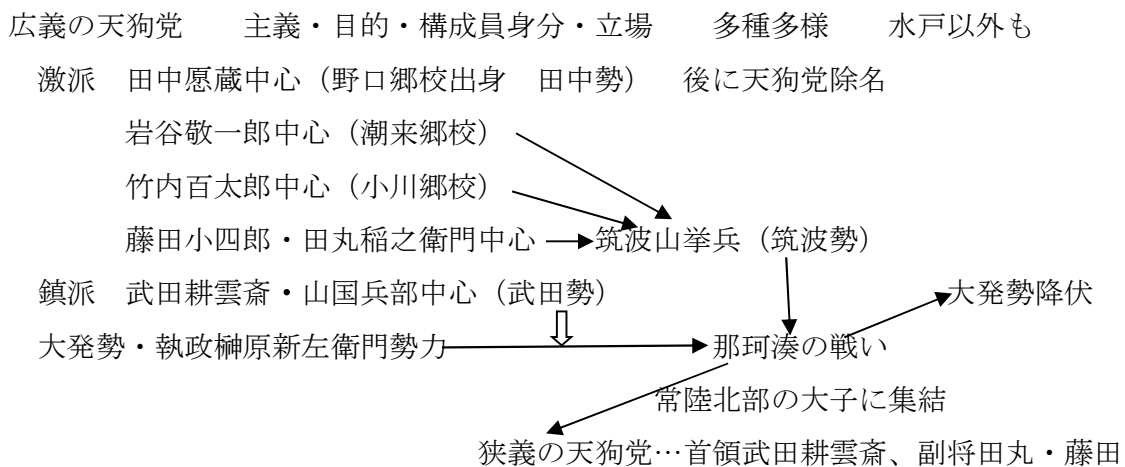 広義の天狗党　　主義・目的・構成員身分・立場　　多種多様　　水戸以外も
激派　田中愿蔵中心（野口郷校出身　田中勢）　後に天狗党除名
岩谷敬一郎中心（潮来郷校）
竹内百太郎中心（小川郷校）
藤田小四郎・田丸稲之衛門中心　筑波山挙兵（筑波勢）
鎮派　武田耕雲斎・山国兵部中心（武田勢）　大発勢降伏
大発勢・執政榊原新左衛門勢力　那珂湊の戦い
常陸北部の大子に集結
狭義の天狗党…首領武田耕雲斎、副将田丸・藤田